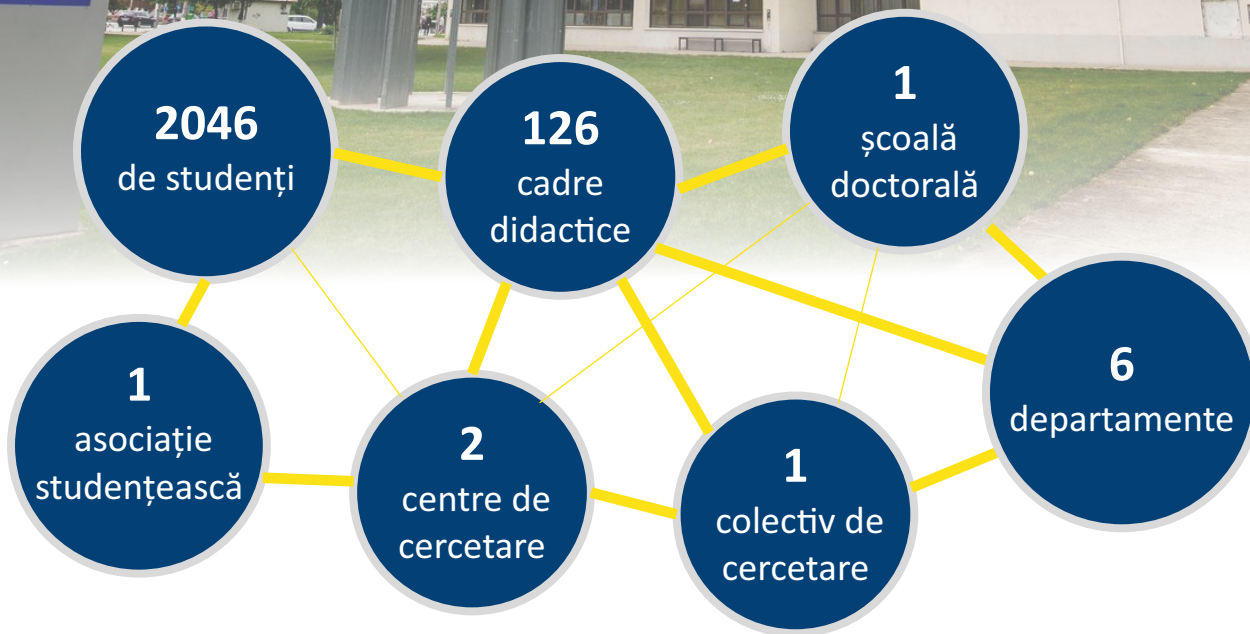 2046
de studenți
126
cadre
didactice
1
școală
doctorală
6
departamente
1
asociație
studențească
2
centre de
cercetare
1
colectiv de
cercetare